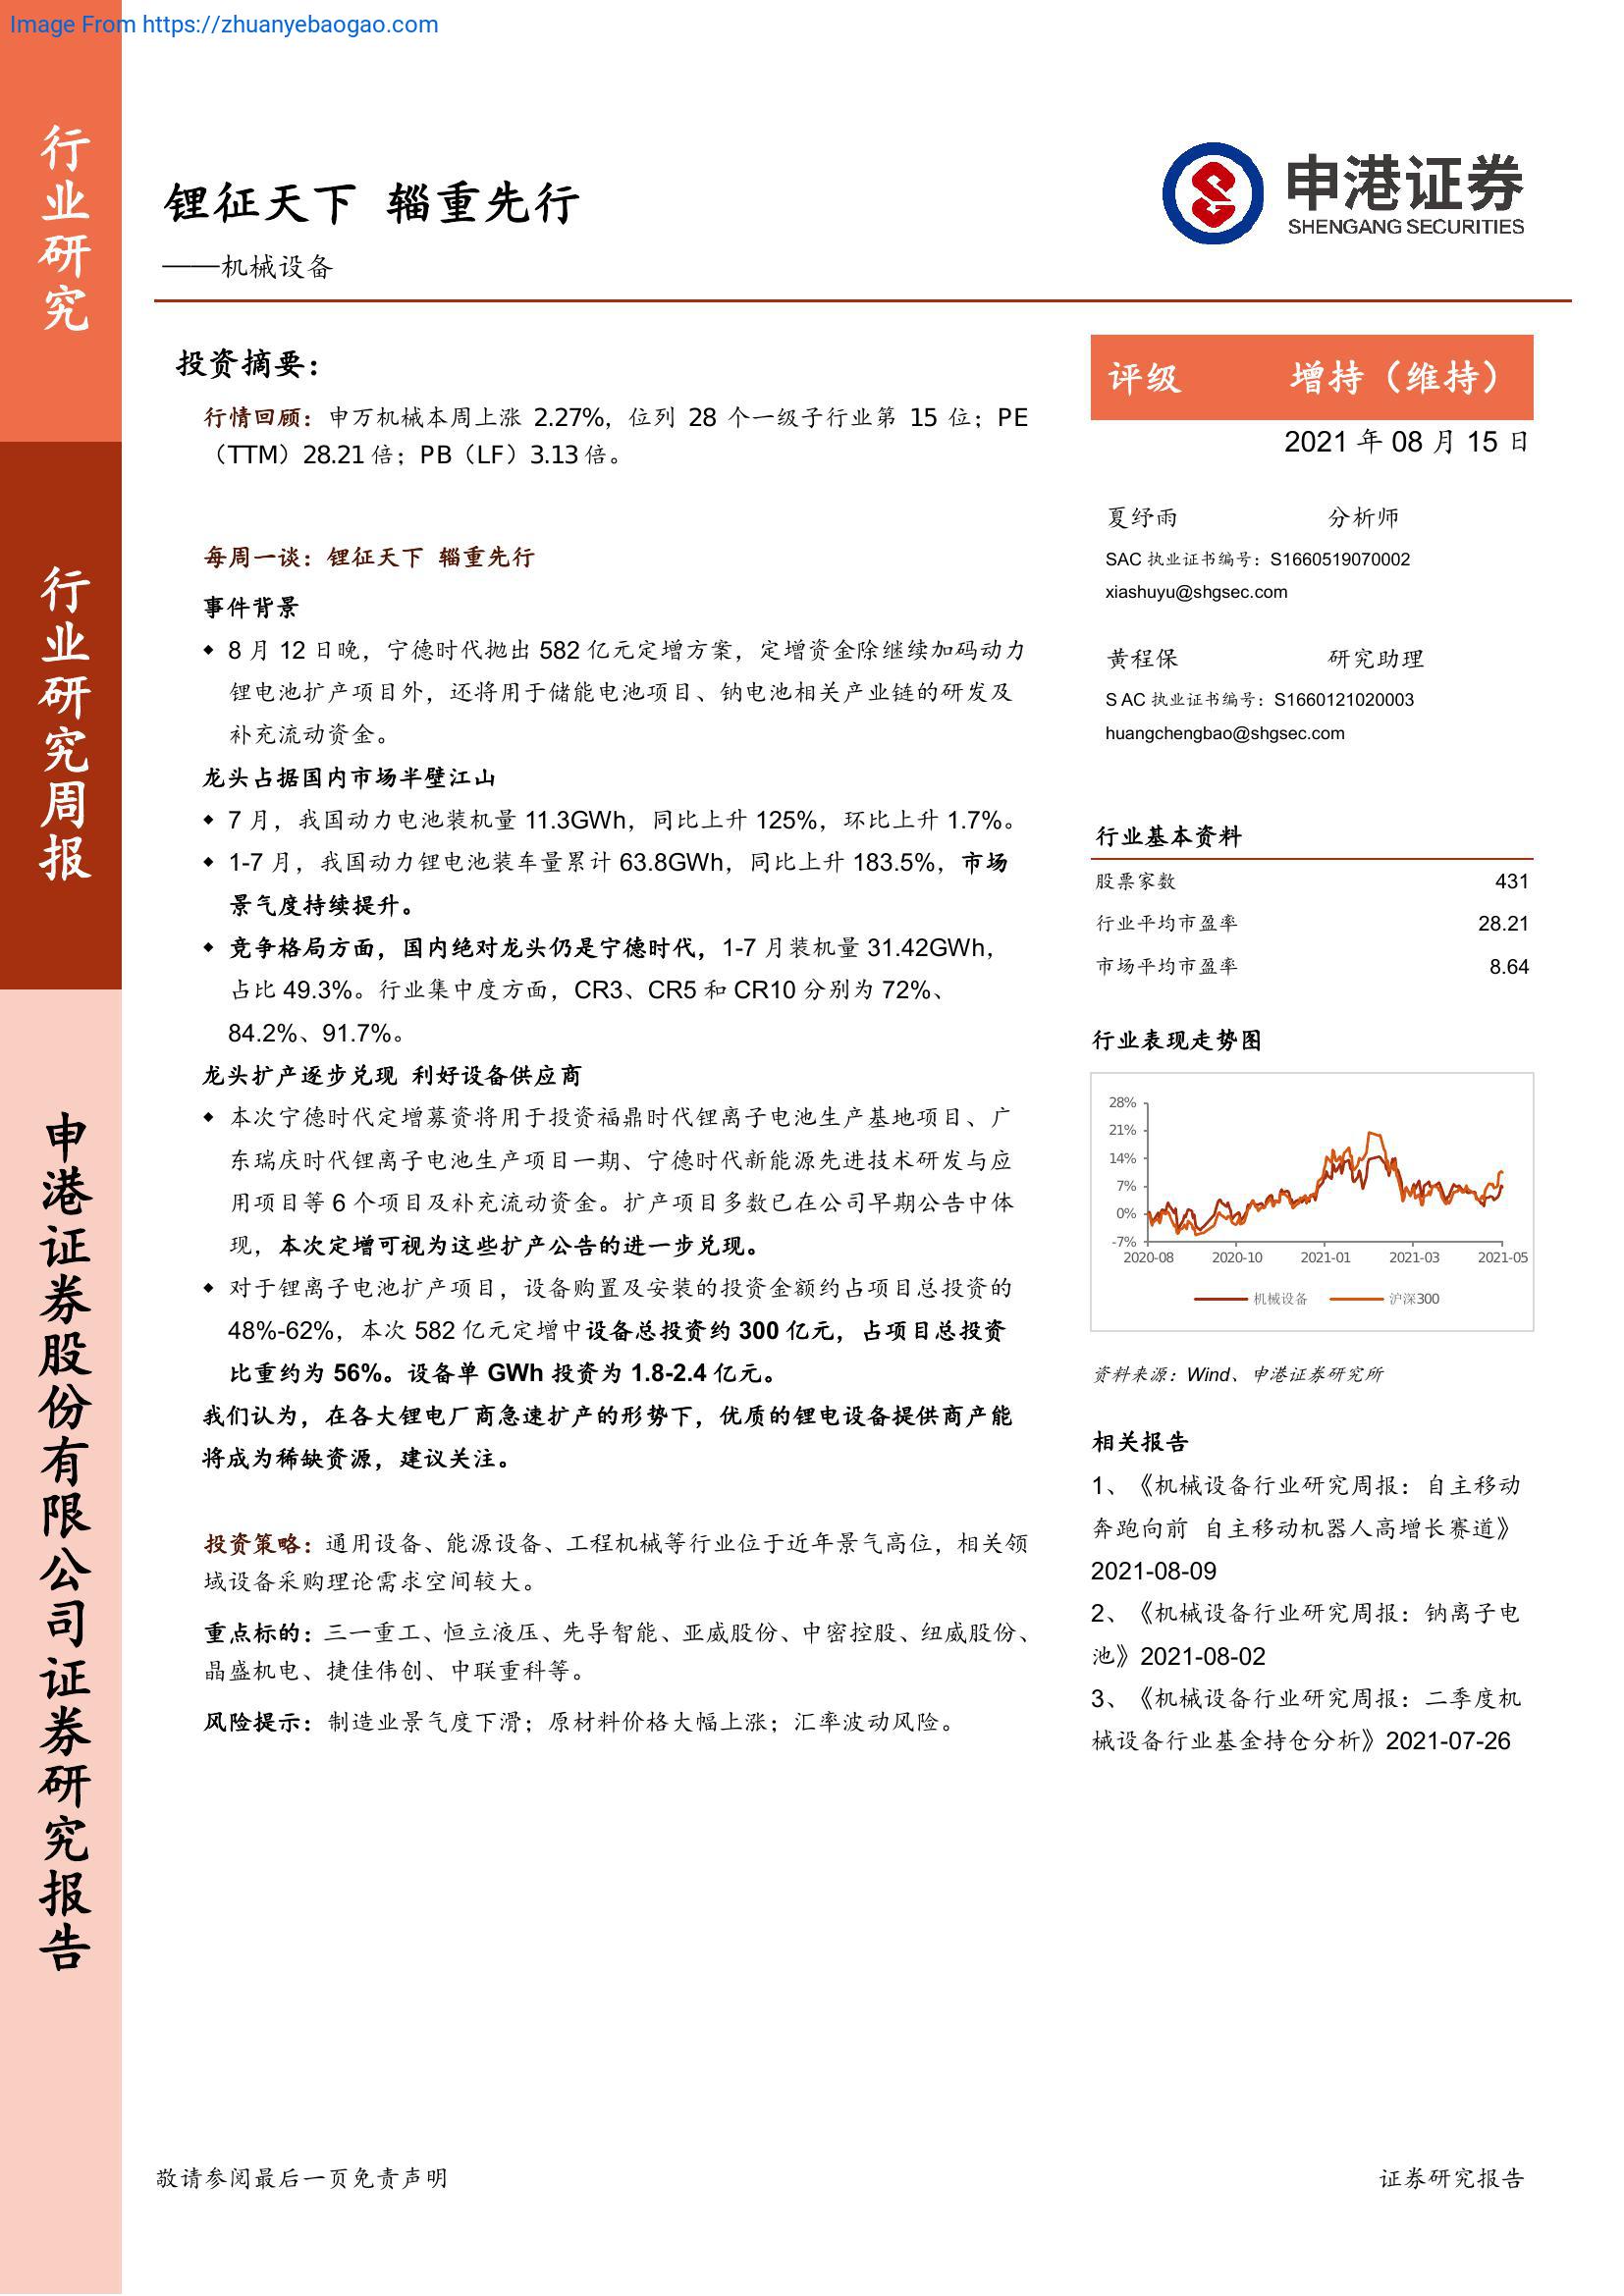 Image From https://zhuanyebaogao.com
行业研究
行业研究周报
申港证券股份有限公司证券研究报告
锂征天下 辎重先行
——机械设备
申港证券
SHENGANG SECURITIES
投资摘要：
行情回顾：申万机械本周上涨 2.27%，位列 28 个一级子行业第 15 位；PE
（TTM）28.21 倍；PB（LF）3.13 倍。
每周一谈：锂征天下 辎重先行
事件背景
◆ 8 月 12 日晚，宁德时代抛出 582 亿元定增方案，定增资金除继续加码动力
锂电池扩产项目外，还将用于储能电池项目、钠电池相关产业链的研发及
补充流动资金。
龙头占据国内市场半壁江山
◆ 7 月，我国动力电池装机量 11.3GWh，同比上升 125%，环比上升 1.7%。
◆ 1-7 月，我国动力锂电池装车量累计 63.8GWh，同比上升 183.5%，市场
景气度持续提升。
◆ 竞争格局方面，国内绝对龙头仍是宁德时代，1-7 月装机量 31.42GWh，
占比 49.3%。行业集中度方面，CR3、CR5 和 CR10 分别为 72%、
84.2%、91.7%。
龙头扩产逐步兑现 利好设备供应商
◆ 本次宁德时代定增募资将用于投资福鼎时代锂离子电池生产基地项目、广
东瑞庆时代锂离子电池生产项目一期、宁德时代新能源先进技术研发与应
用项目等 6 个项目及补充流动资金。扩产项目多数已在公司早期公告中体
现，本次定增可视为这些扩产公告的进一步兑现。
◆ 对于锂离子电池扩产项目，设备购置及安装的投资金额约占项目总投资的
48%-62%，本次 582 亿元定增中设备总投资约 300 亿元，占项目总投资
比重约为 56%。设备单 GWh 投资为 1.8-2.4 亿元。
我们认为，在各大锂电厂商急速扩产的形势下，优质的锂电设备提供商产能
将成为稀缺资源，建议关注。
投资策略：通用设备、能源设备、工程机械等行业位于近年景气高位，相关领
域设备采购理论需求空间较大。
重点标的：三一重工、恒立液压、先导智能、亚威股份、中密控股、纽威股份、
晶盛机电、捷佳伟创、中联重科等。
风险提示：制造业景气度下滑；原材料价格大幅上涨；汇率波动风险。
评级 增持（维持）
2021 年 08 月 15 日
夏纾雨 分析师
SAC 执业证书编号：S1660519070002
xiashuyu@shgsec.com
黄程保 研究助理
S AC 执业证书编号：S1660121020003
huangchengbao@shgsec.com
行业基本资料
股票家数 431
行业平均市盈率 28.21
市场平均市盈率 8.64
行业表现走势图
28%
21%
14%
7%
0%
-7%
2020-08 2020-10 2021-01 2021-03 2021-05
机械设备 沪深300
资料来源：Wind、申港证券研究所
相关报告
1、《机械设备行业研究周报：自主移动
奔跑向前 自主移动机器人高增长赛道》
2021-08-09
2、《机械设备行业研究周报：钠离子电
池》2021-08-02
3、《机械设备行业研究周报：二季度机
械设备行业基金持仓分析》2021-07-26
敬请参阅最后一页免责声明 证券研究报告